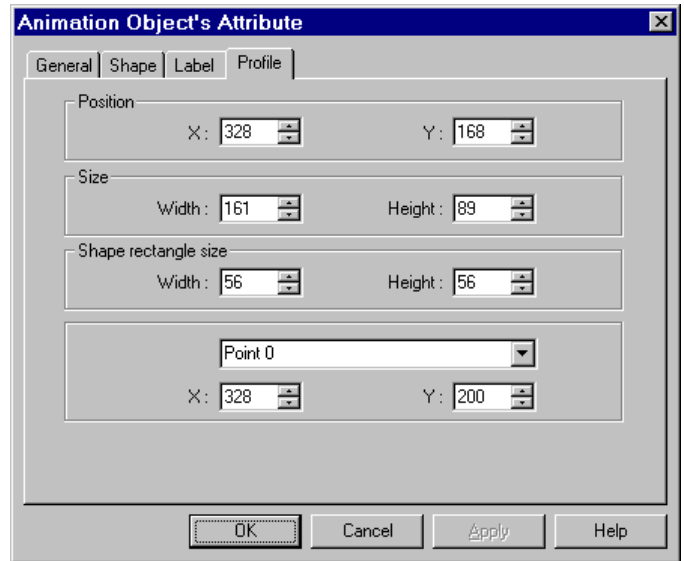 Animation Object's Attribute
General Shape Label Profile
Position
X : 328 Y : 168
Size
Width : 161 Height : 89
Shape rectangle size
Width : 56 Height : 56
Point 0
X : 328 Y : 200
OK Cancel Apply Help